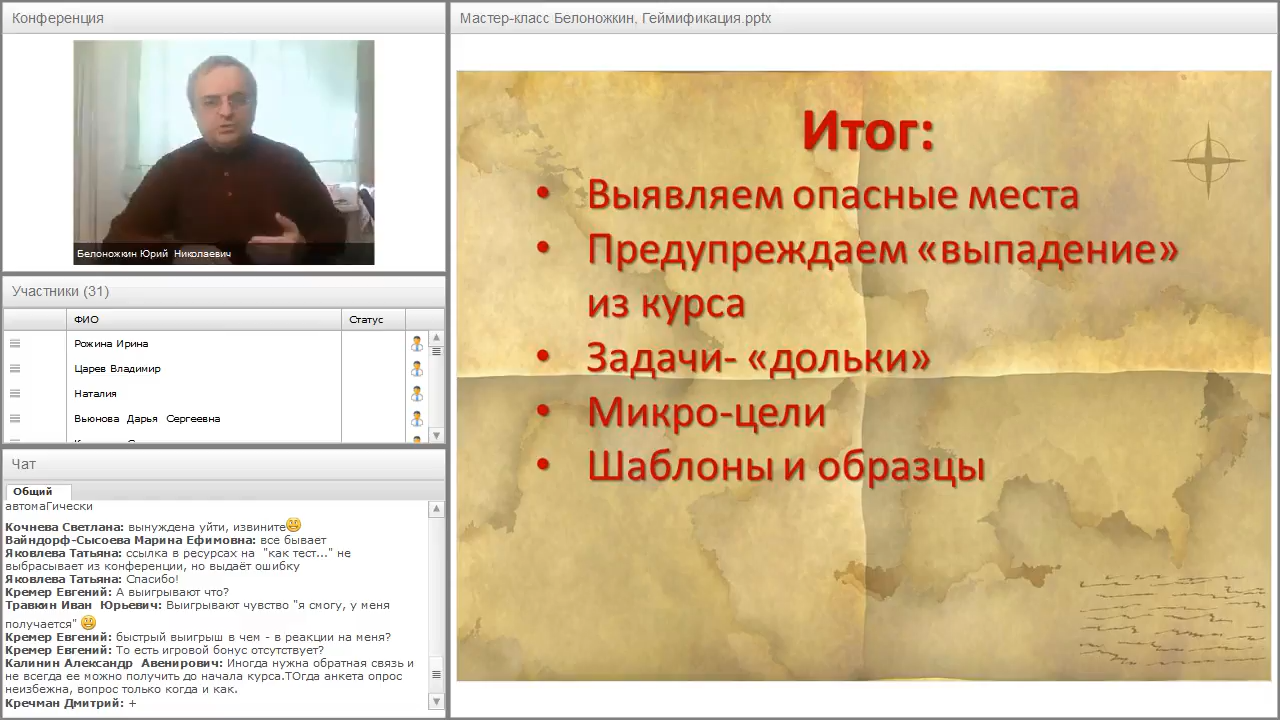 Конференция
Белоножкин Юрий Николаевич
Участники (31)
ФИО Статус
Рожина Ирина
Царев Владимир
Наталия
Вьюнова Дарья Сергеевна
Чат
Общий
автомаГически
Кочнева Светлана: вынуждена уйти, извините
Вайндорф-Сысоева Марина Ефимовна: все бывает
Яковлева Татьяна: ссылка в ресурсах на "как тест..." не
выбрасывает из конференции, но выдаёт ошибку
Яковлева Татьяна: Спасибо!
Кремер Евгений: А выигрывают что?
Травкин Иван Юрьевич: Выигрывают чувство "я смогу, у меня
получается"
Кремер Евгений: быстрый выигрыш в чем - в реакции на меня?
Кремер Евгений: То есть игровой бонус отсутствует?
Калинин Александр Авенирович: Иногда нужна обратная связь и
не всегда ее можно получить до начала курса.ТОгда анкета опрос
неизбежна, вопрос только когда и как.
Кречман Дмитрий: +
Мастер-класс Белоножкин, Геймификация.pptx
Итог:
• Выявляем опасные места
• Предупреждаем «выпадение»
из курса
• Задачи- «дольки»
• Микро-цели
• Шаблоны и образцы